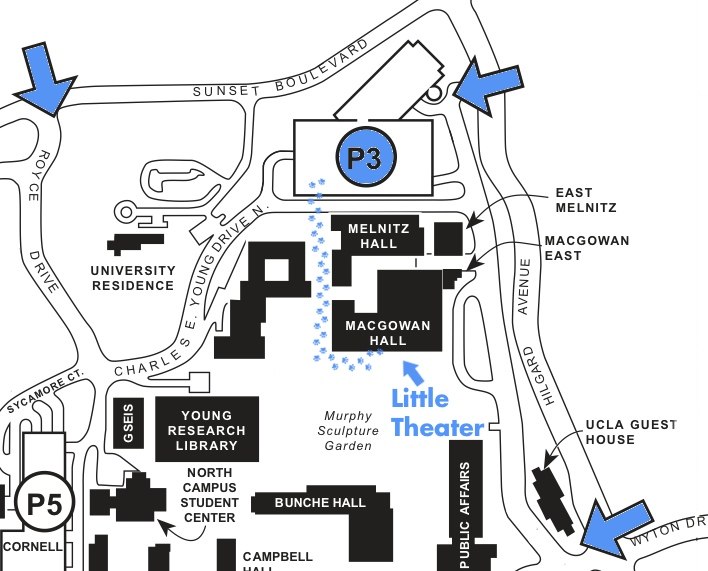 SUNSET BOULEVARD
ROYCE
DRIVE
P3
EAST
MELNITZ
MELNITZ
HALL
MACGOWAN
EAST
UNIVERSITY
RESIDENCE
CHARLES E. YOUNG DRIVE N.
HILGARD AVENUE
MACGOWAN
HALL
SYCAMORE CT.
Little
Theater
GSEIS
YOUNG
RESEARCH
LIBRARY
Murphy
Sculpture
Garden
UCLA GUEST
HOUSE
NORTH
CAMPUS
STUDENT
CENTER
P5
BUNCHE HALL
PUBLIC AFFAIRS
WYTON DR
CORNELL
CAMPBELL
HALL